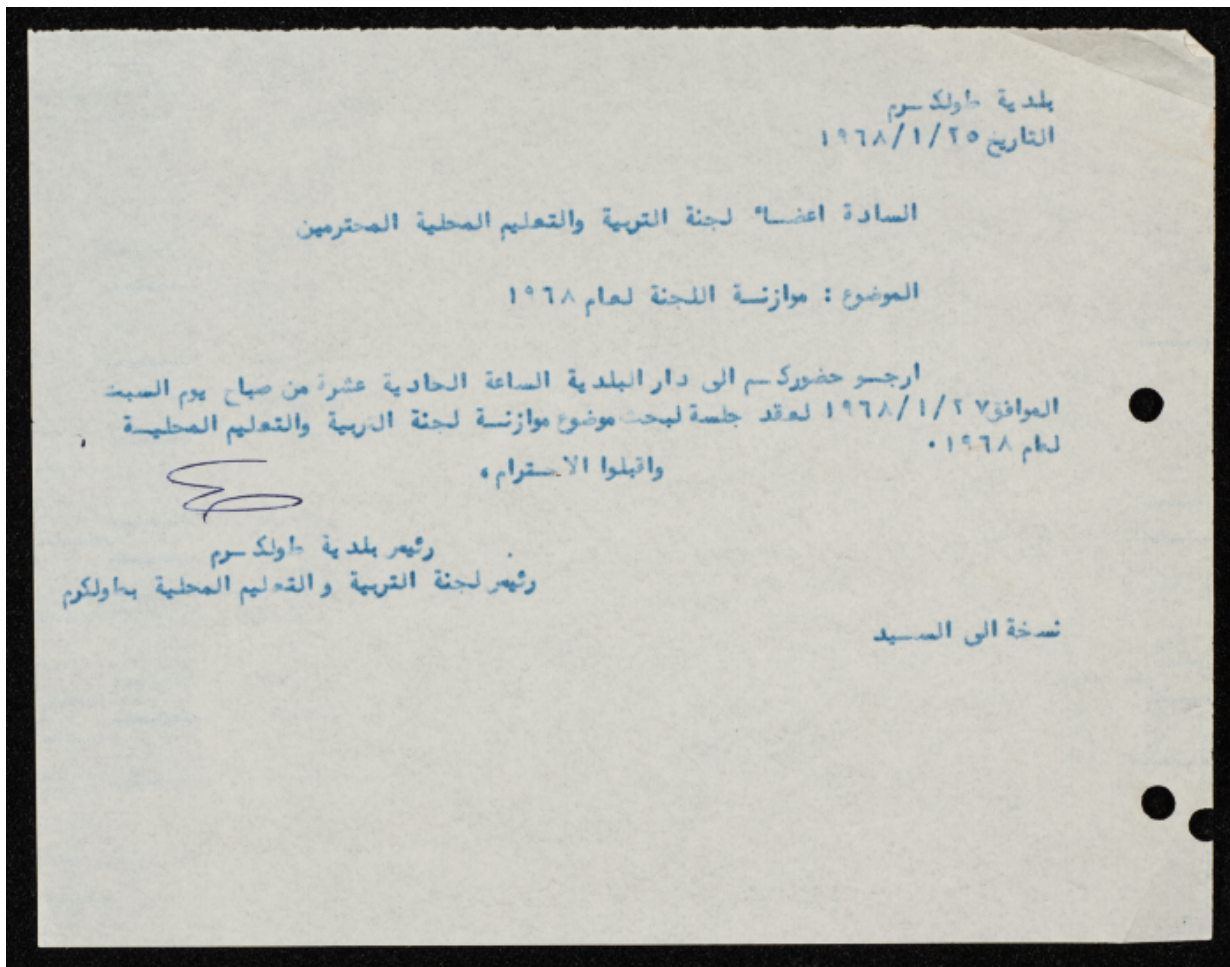 بلدية طولكرم
التاريخ ١٩٦٨/١/٢٥
السادة اعضاء لجنة التربية والتعليم المحلية المحترمين
الموضوع : موازنة اللجنة لعام ١٩٦٨
ارجو حضوركم الى دار البلدية الساعة الحادية عشرة من صباح يوم السبت
الموافق ١٩٦٨/١/٢٧ لعقد جلسة لبحث موضوع موازنة لجنة التربية والتعليم المحلية
لعام ١٩٦٨ ٠
واقبلوا الاحترام ،
رئيس بلدية طولكرم
رئيس لجنة التربية والتعليم المحلية بطولكرم
نسخة الى السيد